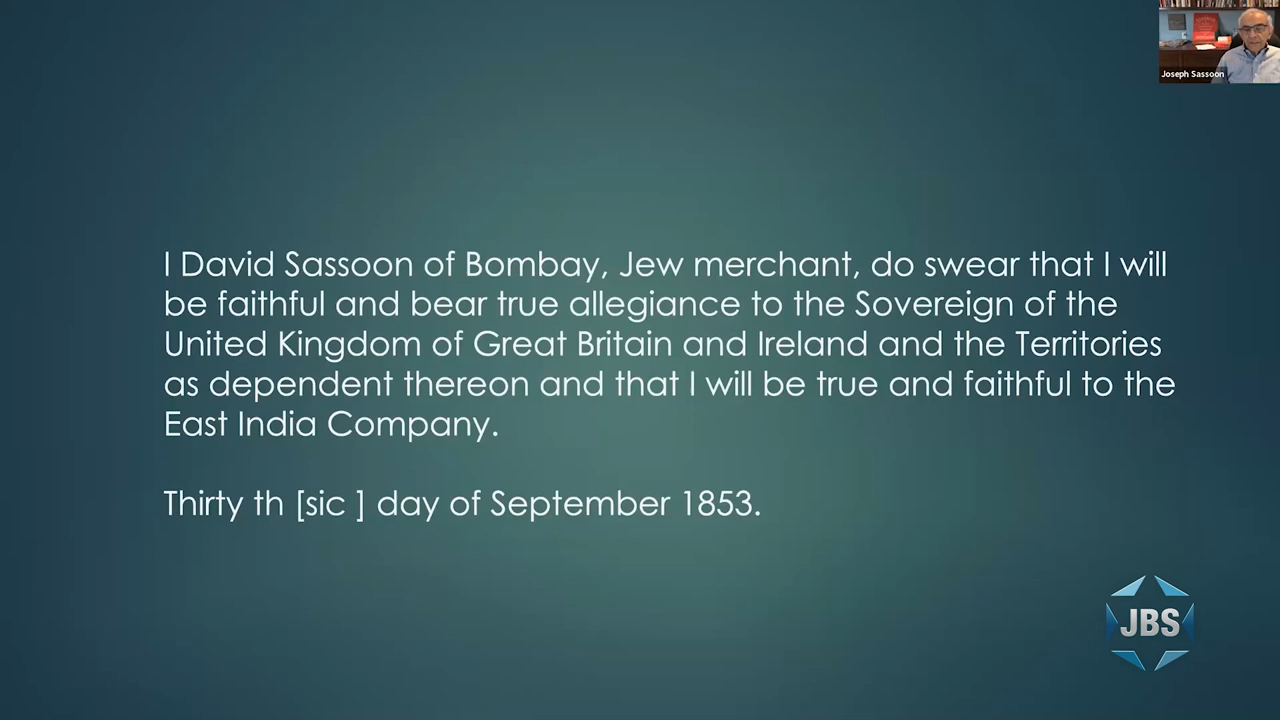 Joseph Sassoon
I David Sassoon of Bombay, Jew merchant, do swear that I will
be faithful and bear true allegiance to the Sovereign of the
United Kingdom of Great Britain and Ireland and the Territories
as dependent thereon and that I will be true and faithful to the
East India Company.
Thirty th [sic ] day of September 1853.
JBS